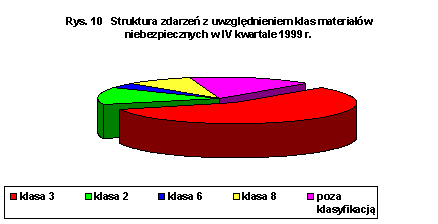 Rys. 10 Struktura zdarzeń z uwzględnieniem klas materiałów
niebezpiecznych w IV kwartale 1999 r.
klasa 3 klasa 2 klasa 6 klasa 8 poza
klasyfikacją